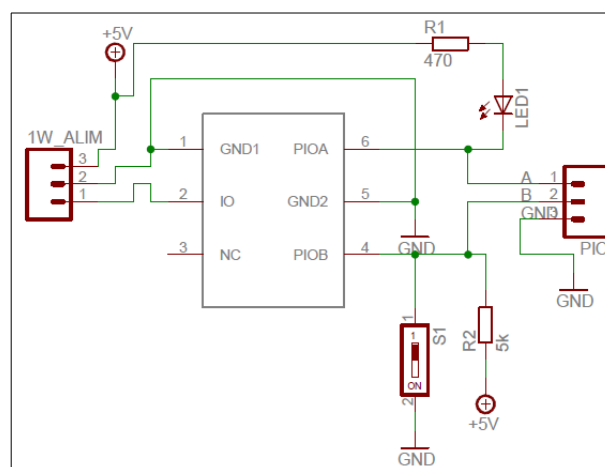 +5V
R1
470
LED1
1W_ALIM
3
2
1
1 GND1 PIOA 6
2 IO GND2 5
3 NC PIOB 4
A 1
B 2
GND 3
PIO
GND
GND
1
S1
1
ON
2
R2
5k
+5V
GND